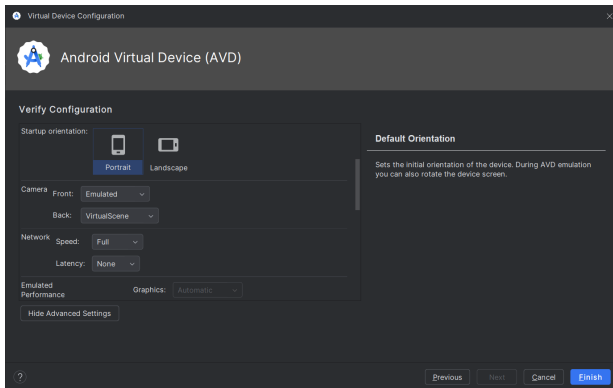 Virtual Device Configuration
Android Virtual Device (AVD)
Verify Configuration
Startup orientation:
Portrait
Landscape
Camera
Front: Emulated
Back: VirtualScene
Network
Speed: Full
Latency: None
Emulated
Performance
Graphics: Automatic
Hide Advanced Settings
Default Orientation
Sets the initial orientation of the device. During AVD emulation
you can also rotate the device screen.
?
Previous
Next
Cancel
Finish